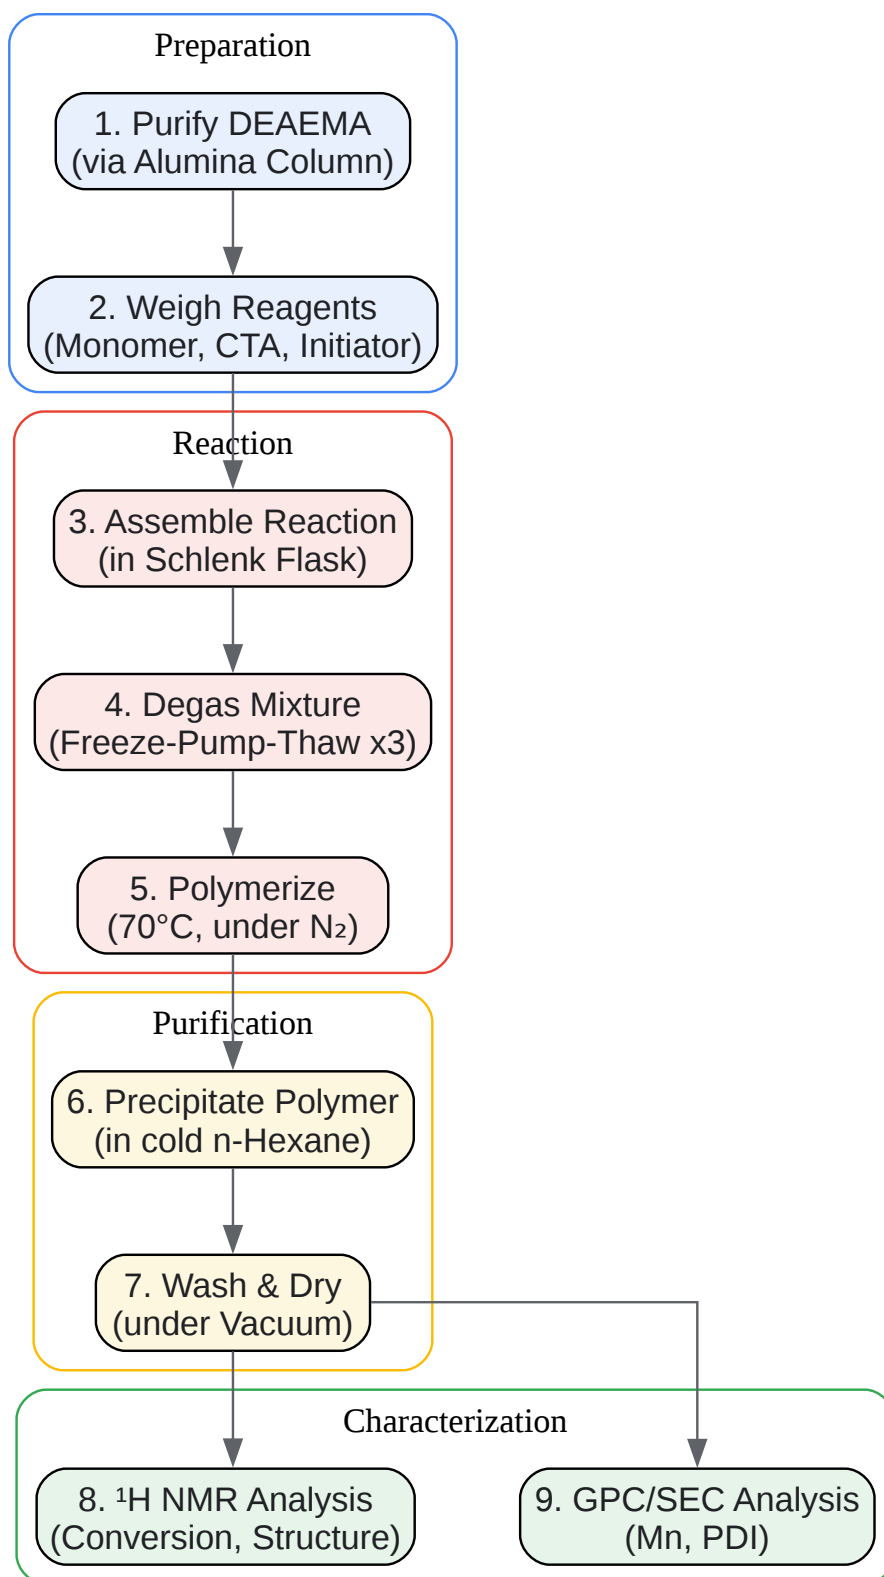 Preparation
1. Purify DEAEMA
(via Alumina Column)
2. Weigh Reagents
(Monomer, CTA, Initiator)
Reaction
3. Assemble Reaction
(in Schlenk Flask)
4. Degas Mixture
(Freeze-Pump-Thaw x3)
5. Polymerize
(70°C, under N₂)
Purification
6. Precipitate Polymer
(in cold n-Hexane)
7. Wash & Dry
(under Vacuum)
Characterization
8. ¹H NMR Analysis
(Conversion, Structure)
9. GPC/SEC Analysis
(Mn, PDI)